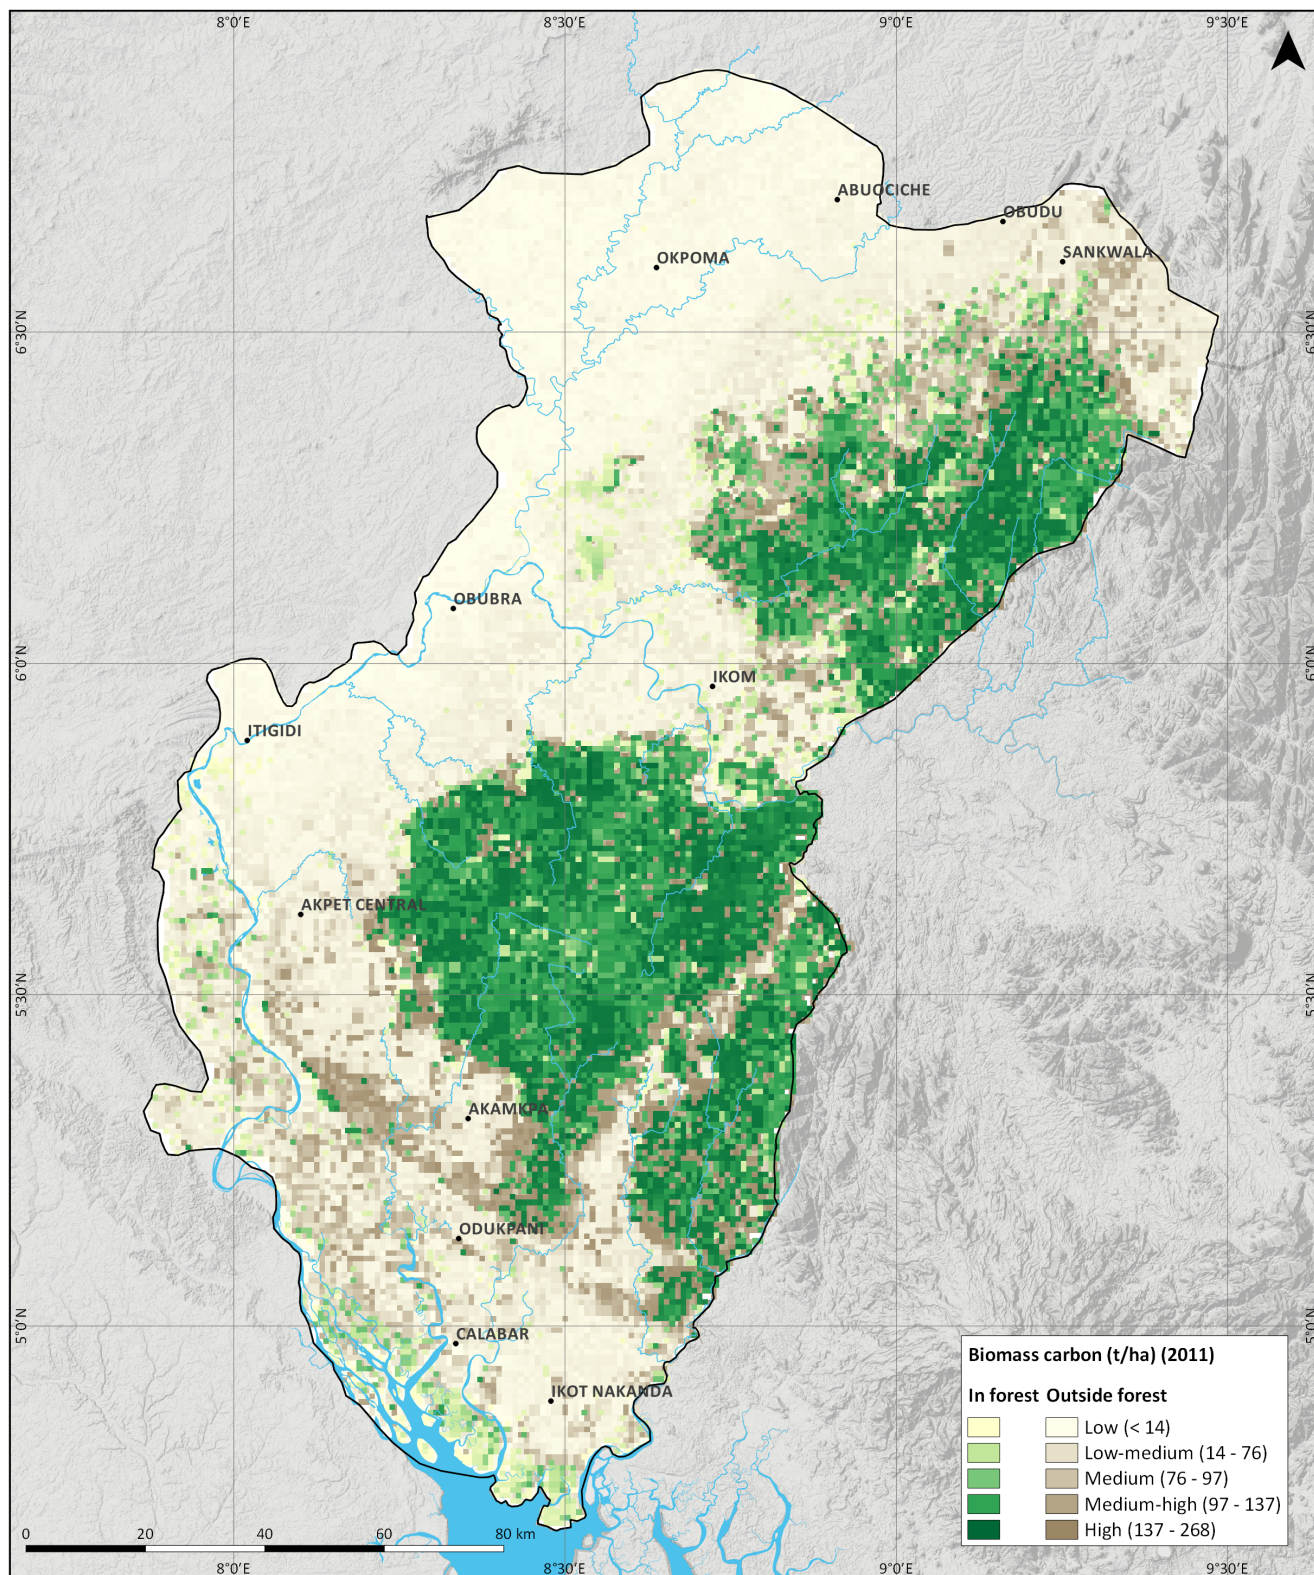 8°0'E 8°30'E 9°0'E 9°30'E
ABUOCICHE
OBUDU
OKPOMA
SANKWALA
6°30'N 6°30'N
OBUBRA
6°0'N 6°0'N
IKOM
ITIGIDI
AKPET CENTRAL
5°30'N 5°30'N
AKAMKPA
ODUKPANI
5°0'N 5°0'N
CALABAR
IKOT NAKANDA
Biomass carbon (t/ha) (2011)
In forest Outside forest
Low (< 14)
Low-medium (14 - 76)
Medium (76 - 97)
Medium-high (97 - 137)
High (137 - 268)
0 20 40 60 80 km
8°0'E 8°30'E 9°0'E 9°30'E